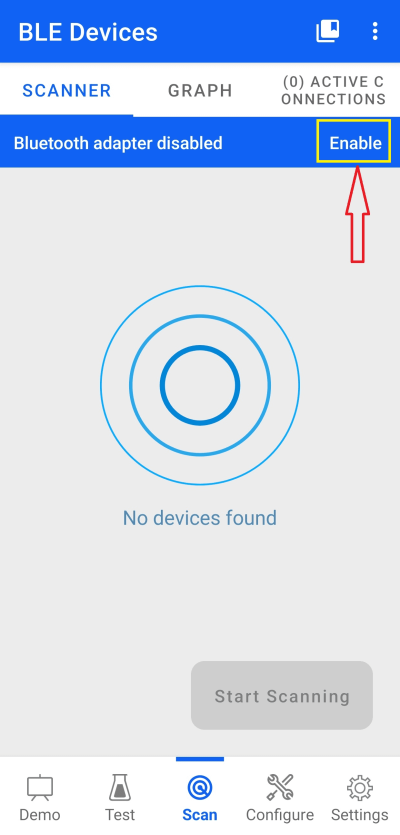 BLE Devices
SCANNER
GRAPH
(0) ACTIVE C
ONNECTIONS
Bluetooth adapter disabled
Enable
No devices found
Start Scanning
Demo
Test
Scan
Configure
Settings